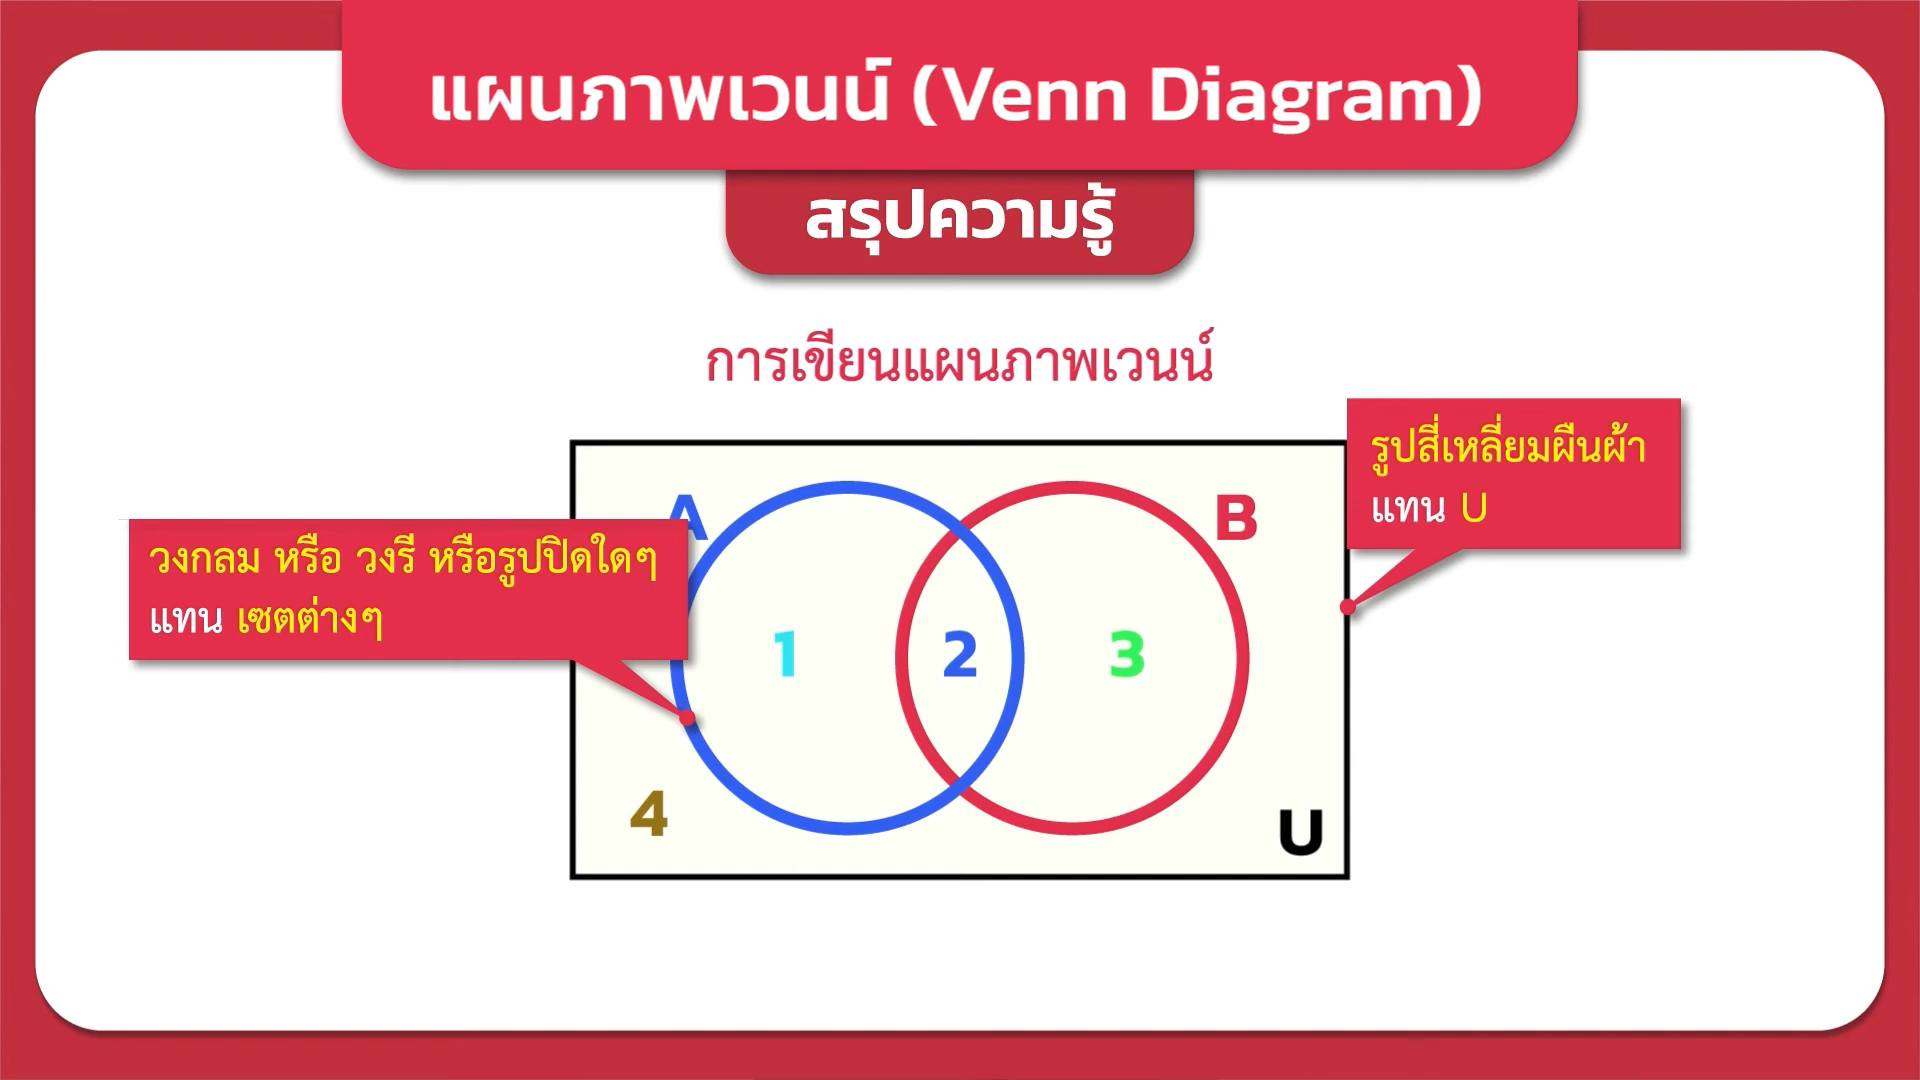 แผนภาพเวนน์ (Venn Diagram)
สรุปความรู้
การเขียนแผนภาพเวนน์
รูปสี่เหลี่ยมผืนผ้า
แทน U
A
B
วงกลม หรือ วงรี หรือรูปปิดใดๆ
แทน เซตต่างๆ
1
2
3
4
U